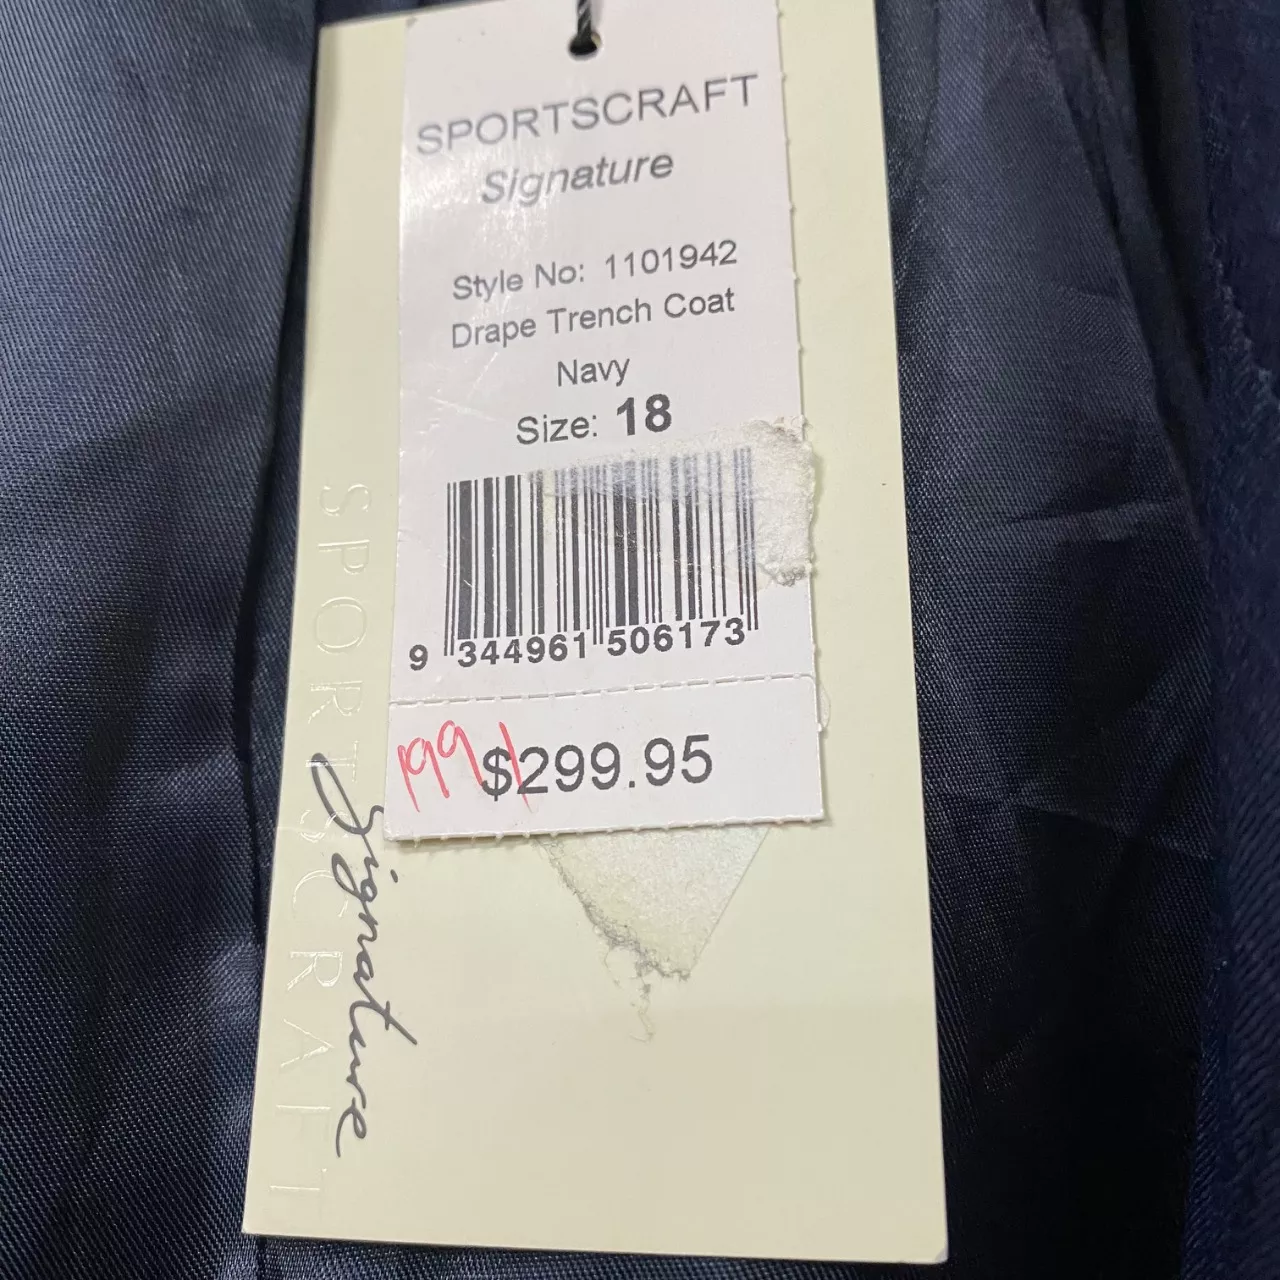 SPORTSCRAFT
Signature
Style No: 1101942
Drape Trench Coat
Navy
Size: 18
9 344961 506173
199 $299.95
SPORTSCRAFT
Signature